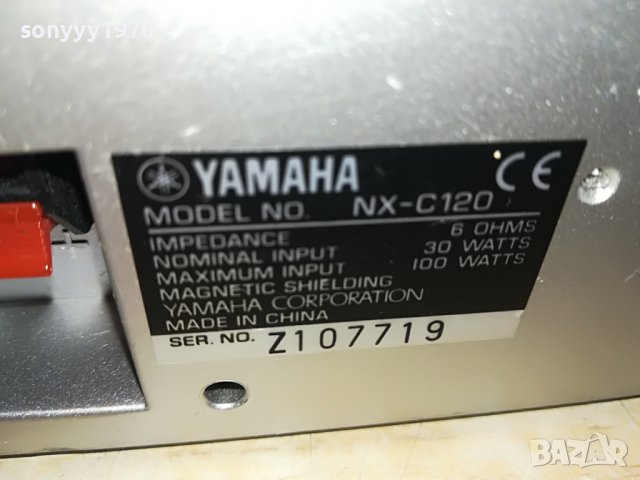 sonyyy1976
YAMAHA CE
MODEL NO. NX-C120
IMPEDANCE 6 OHMS
NOMINAL INPUT 30 WATTS
MAXIMUM INPUT 100 WATTS
MAGNETIC SHIELDING
YAMAHA CORPORATION
MADE IN CHINA
SER. NO. Z107719
BAZAR